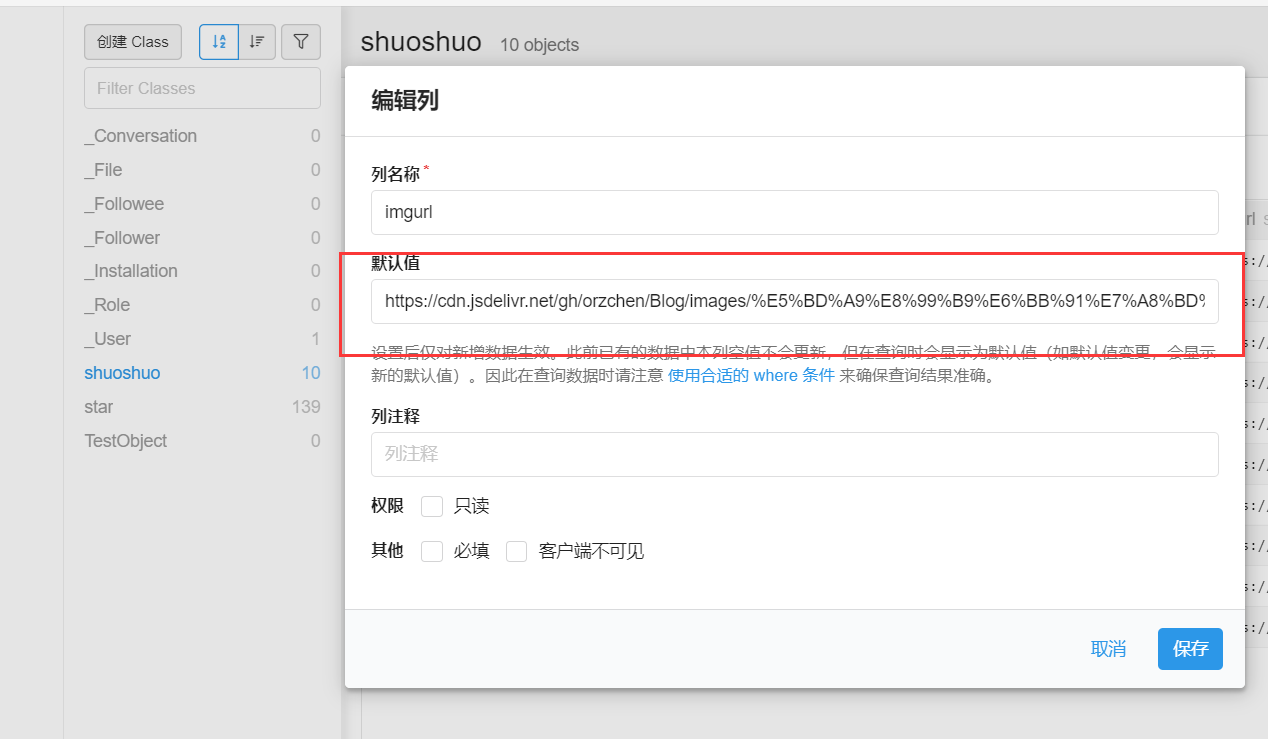 创建 Class
Filter Classes
_Conversation 0
_File 0
_Followee 0
_Follower 0
_Installation 0
_Role 0
_User 1
shuoshuo 10
star 139
TestObject 0
shuoshuo 10 objects
编辑列
列名称 *
imgurl
默认值
https://cdn.jsdelivr.net/gh/orzchen/Blog/images/%E5%BD%A9%E8%99%B9%E6%BB%91%E7%A8%BD%
设置后仅对新增数据生效。此前已有的数据中本列空值不会更新，但在查询时会显示为默认值（如默认值变更，会显示
新的默认值）。因此在查询数据时请注意 使用合适的 where 条件 来确保查询结果准确。
列注释
列注释
权限 只读
其他 必填 客户端不可见
取消 保存